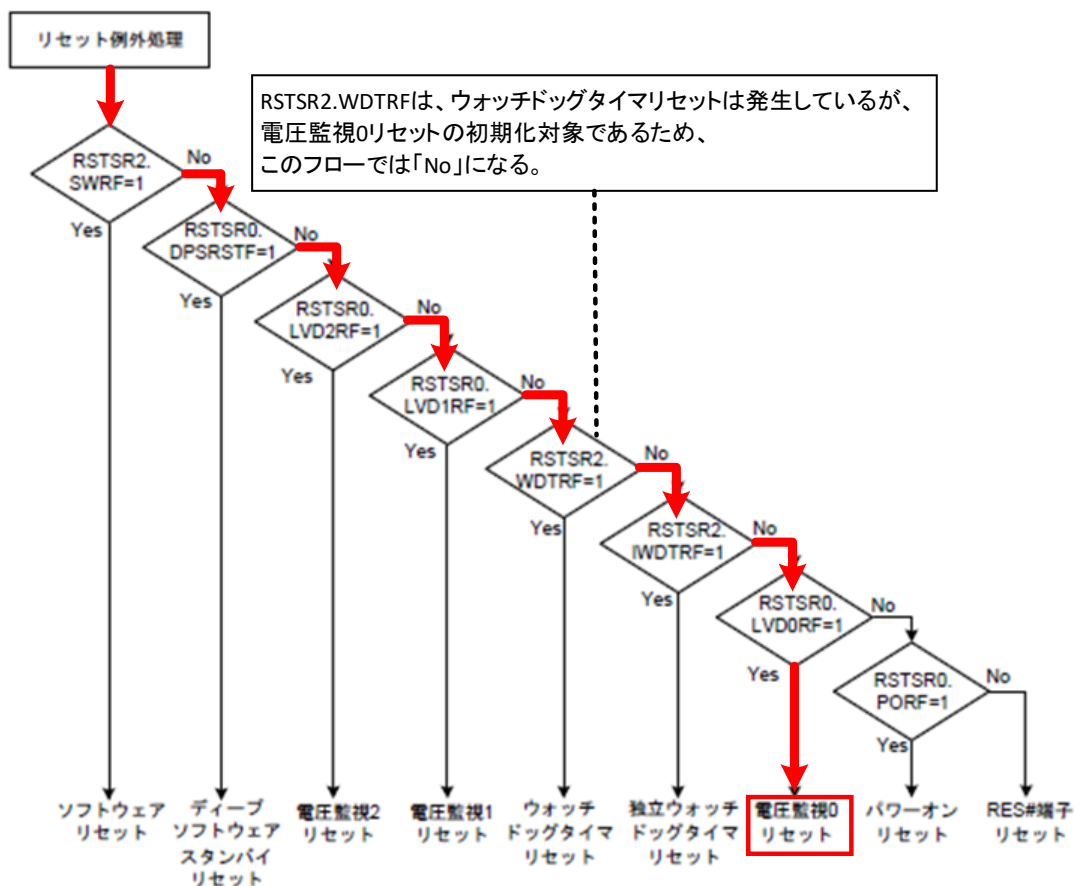 リセット例外処理
RSTSR2.WDTRFは、ウォッチドッグタイマリセットは発生しているが、
電圧監視0リセットの初期化対象であるため、
このフローでは「No」になる。
RSTSR2.
SWRF=1
No
Yes
RSTSR0.
DPSRSTF=1
No
Yes
RSTSR0.
LVD2RF=1
No
Yes
RSTSR0.
LVD1RF=1
No
Yes
RSTSR2.
WDTRF=1
No
Yes
RSTSR2.
IWDTRF=1
No
Yes
RSTSR0.
LVD0RF=1
No
Yes
RSTSR0.
PORF=1
No
Yes
ソフトウェア
リセット
ディープ
ソフトウェア
スタンバイ
リセット
電圧監視2
リセット
電圧監視1
リセット
ウォッチ
ドッグタイマ
リセット
独立ウォッチ
ドッグタイマ
リセット
電圧監視0
リセット
パワーオン
リセット
RES#端子
リセット